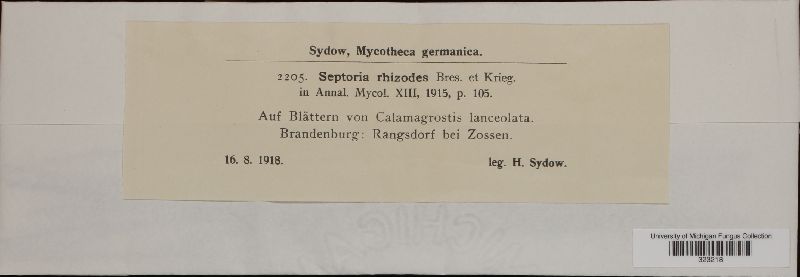 Sydow, Mycotheca germanica.
2205. Septoria rhizodes Bres. et Krieg.
in Annal. Mycol. XIII, 1915, p. 105.
Auf Blättern von Calamagrostis lanceolata.
Brandenburg: Rangsdorf bei Zossen.
16. 8. 1918. leg. H. Sydow.
University of Michigan Fungus Collection
323218